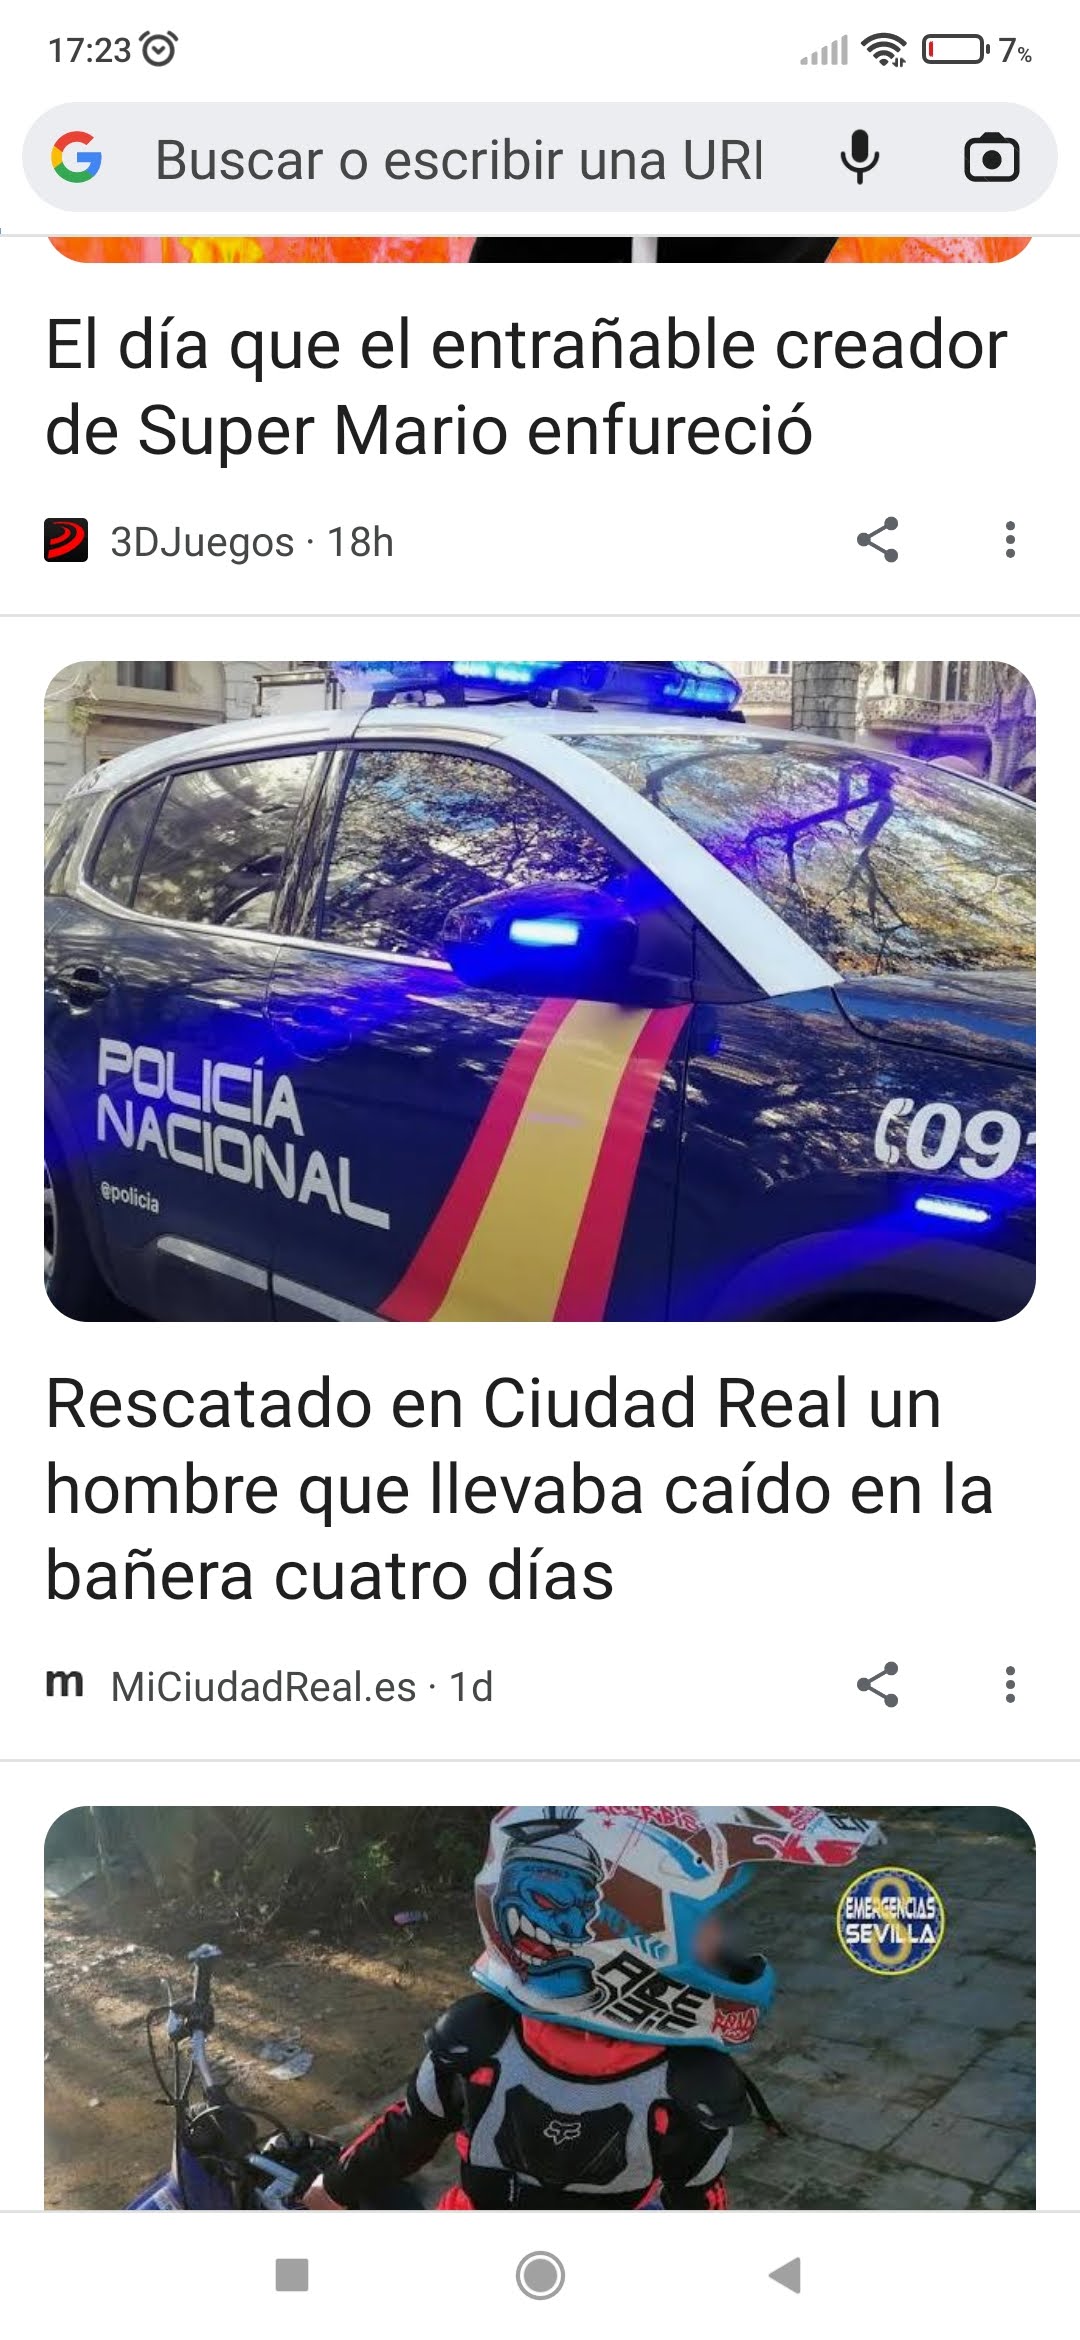 17:23
7%
Buscar o escribir una URL
El día que el entrañable creador
de Super Mario enfureció
3DJuegos · 18h
POLICÍA
NACIONAL
@policia
091
Rescatado en Ciudad Real un
hombre que llevaba caído en la
bañera cuatro días
m MiCiudadReal.es · 1d
ACERBIS
EMERGENCIAS
SEVILLA